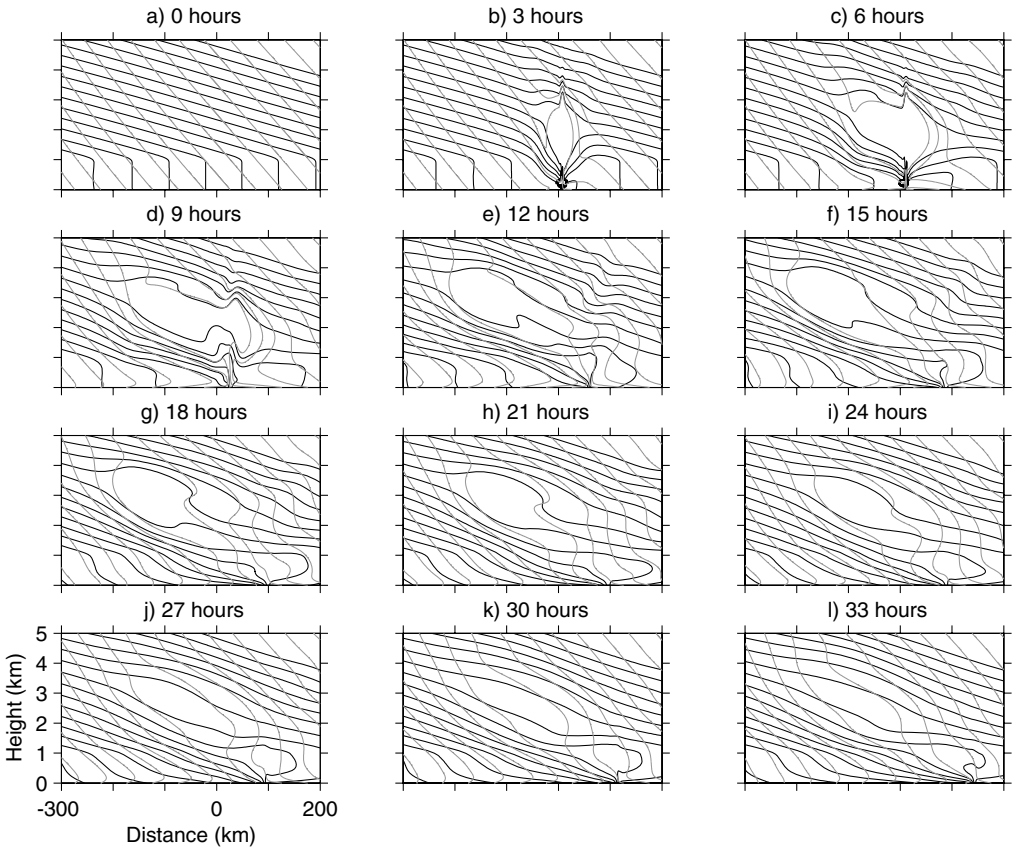 a) 0 hours
b) 3 hours
c) 6 hours
d) 9 hours
e) 12 hours
f) 15 hours
g) 18 hours
h) 21 hours
i) 24 hours
j) 27 hours
k) 30 hours
l) 33 hours
Height (km)
5
4
3
2
1
0
-300
0
200
Distance (km)